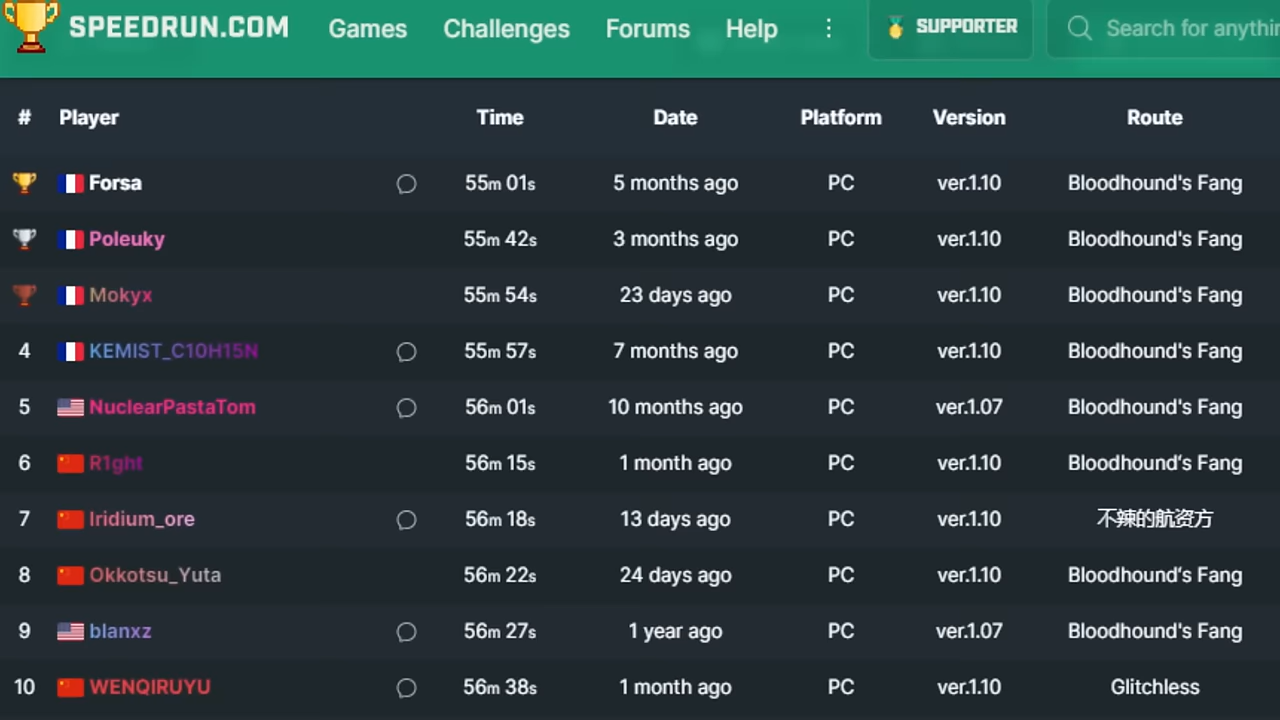 SPEEDRUN.COM Games Challenges Forums Help SUPPORTER Search for anythin
# Player Time Date Platform Version Route
Forsa 55m 01s 5 months ago PC ver.1.10 Bloodhound's Fang
Poleuky 55m 42s 3 months ago PC ver.1.10 Bloodhound's Fang
Mokyx 55m 54s 23 days ago PC ver.1.10 Bloodhound's Fang
4 KEMIST_C10H15N 55m 57s 7 months ago PC ver.1.10 Bloodhound's Fang
5 NuclearPastaTom 56m 01s 10 months ago PC ver.1.07 Bloodhound's Fang
6 R1ght 56m 15s 1 month ago PC ver.1.10 Bloodhound's Fang
7 Iridium_ore 56m 18s 13 days ago PC ver.1.10 不辣的航资方
8 Okkotsu_Yuta 56m 22s 24 days ago PC ver.1.10 Bloodhound's Fang
9 blanxz 56m 27s 1 year ago PC ver.1.07 Bloodhound's Fang
10 WENQIRUYU 56m 38s 1 month ago PC ver.1.10 Glitchless